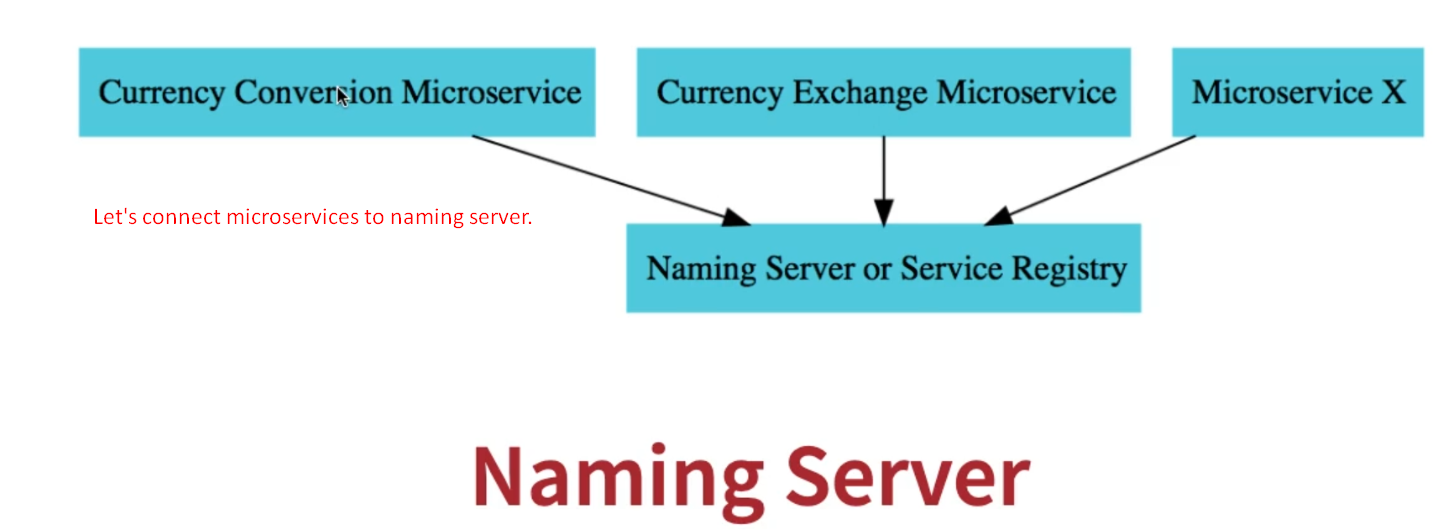 Currency Conversion Microservice
Currency Exchange Microservice
Microservice X
Let's connect microservices to naming server.
Naming Server or Service Registry
Naming Server